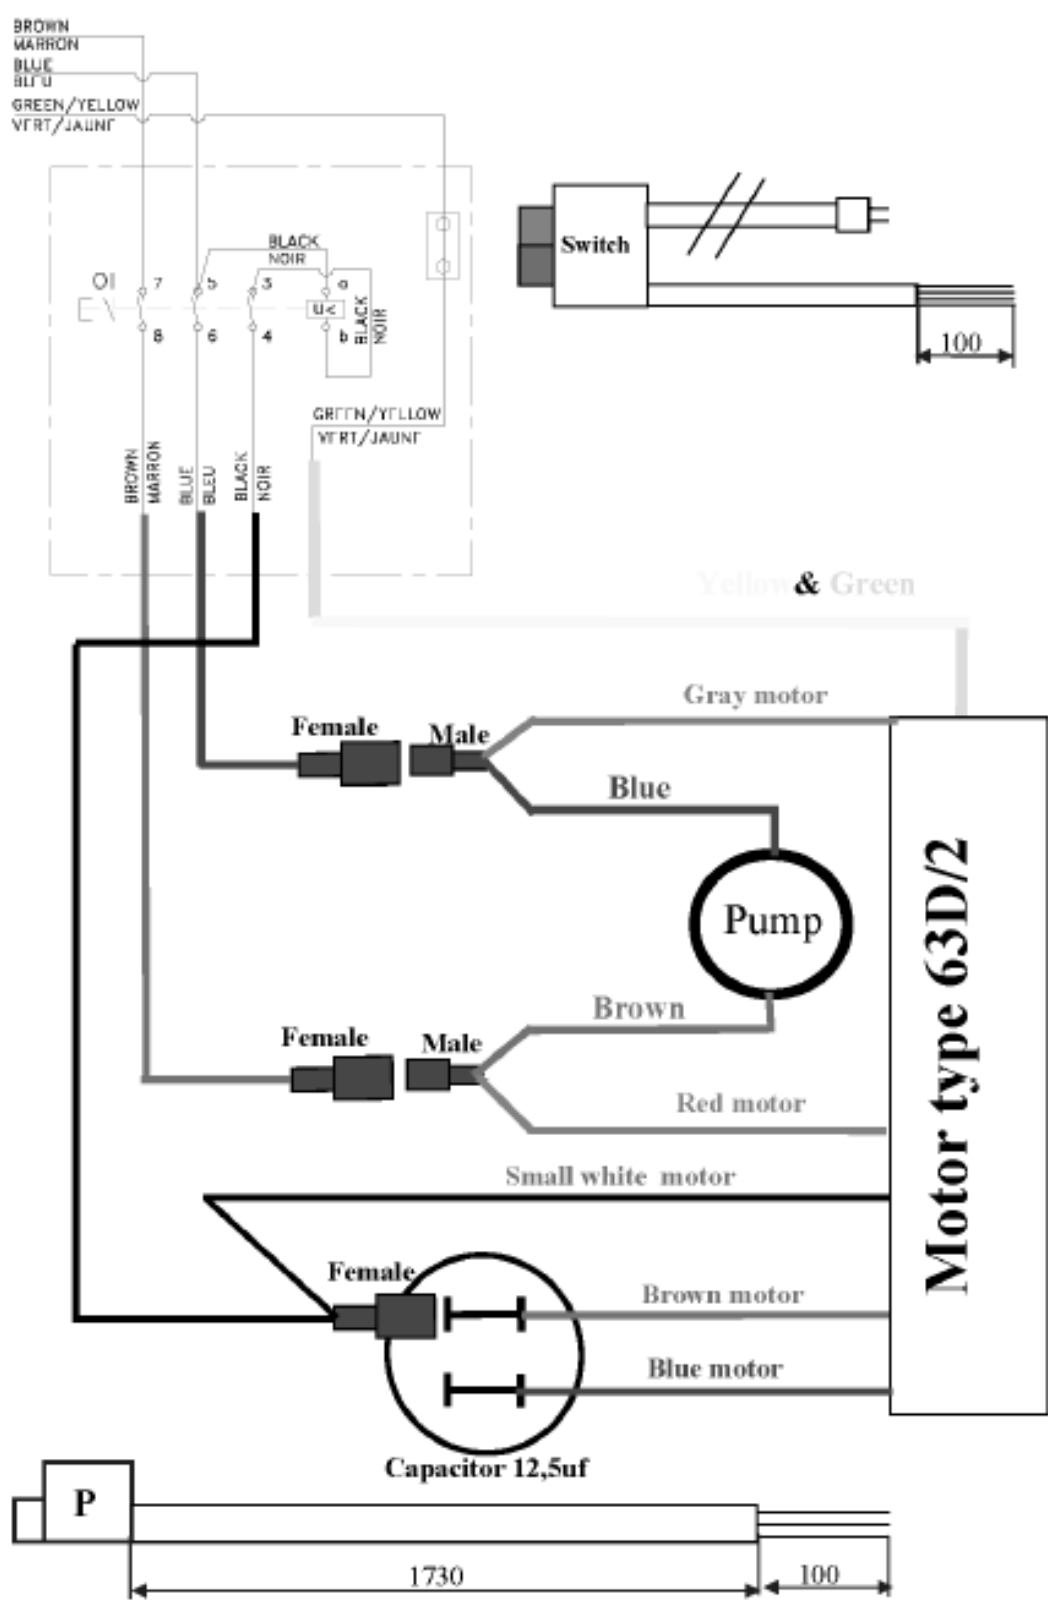 BROWN
MARRON
BLUE
BLEU
GREEN/YELLOW
VERT/JAUNE
Switch
100
BLACK
NOIR
OI
7
5
3
a
U<
BLACK
NOIR
8
6
4
b
GREEN/YELLOW
VERT/JAUNE
BROWN
MARRON
BLUE
BLEU
BLACK
NOIR
Yellow & Green
Gray motor
Female
Male
Blue
Pump
Motor type 63D/2
Brown
Female
Male
Red motor
Small white motor
Female
Brown motor
Blue motor
Capacitor 12,5uf
P
1730
100